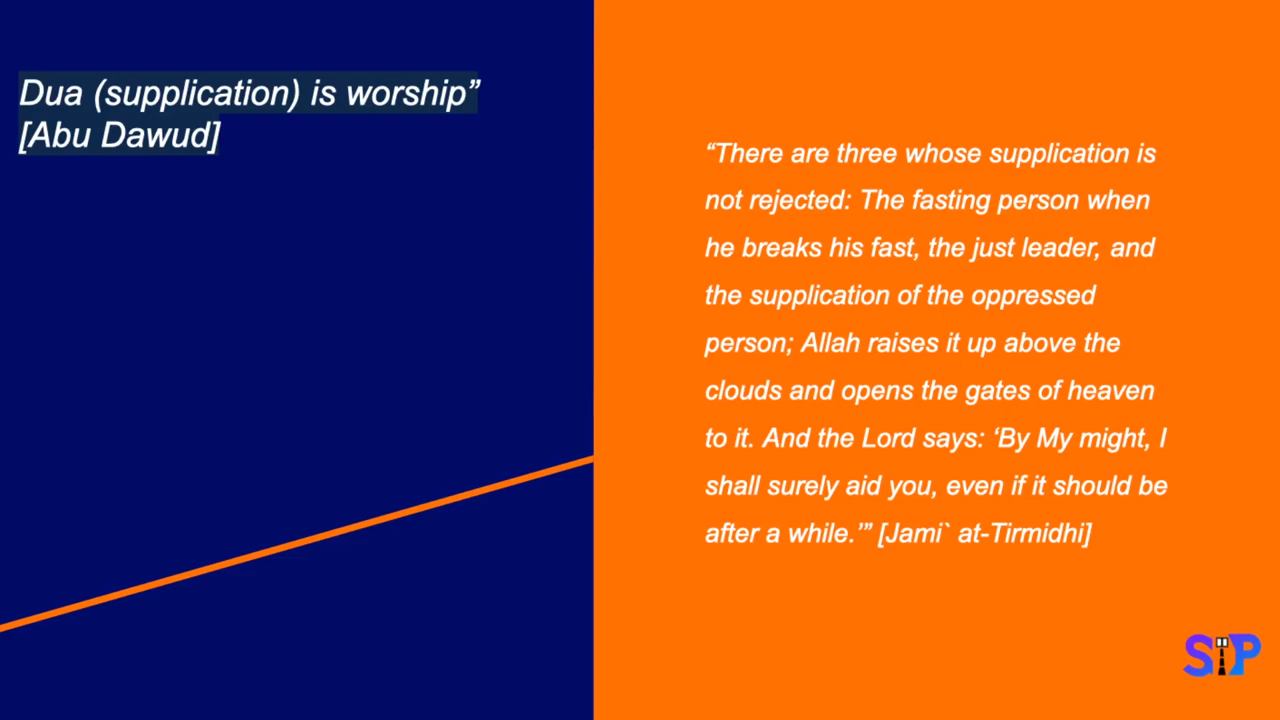 Dua (supplication) is worship”
[Abu Dawud]
“There are three whose supplication is
not rejected: The fasting person when
he breaks his fast, the just leader, and
the supplication of the oppressed
person; Allah raises it up above the
clouds and opens the gates of heaven
to it. And the Lord says: ‘By My might, I
shall surely aid you, even if it should be
after a while.’” [Jami` at-Tirmidhi]
SiP